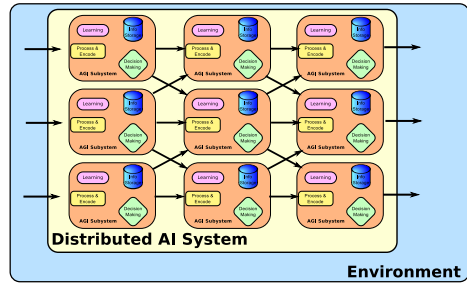 Learning
Info
Storage
Process &
Encode
Decision
Making
AGI Subsystem
Learning
Info
Storage
Process &
Encode
Decision
Making
AGI Subsystem
Learning
Info
Storage
Process &
Encode
Decision
Making
AGI Subsystem
Learning
Info
Storage
Process &
Encode
Decision
Making
AGI Subsystem
Learning
Info
Storage
Process &
Encode
Decision
Making
AGI Subsystem
Learning
Info
Storage
Process &
Encode
Decision
Making
AGI Subsystem
Learning
Info
Storage
Process &
Encode
Decision
Making
AGI Subsystem
Learning
Info
Storage
Process &
Encode
Decision
Making
AGI Subsystem
Learning
Info
Storage
Process &
Encode
Decision
Making
AGI Subsystem
Distributed AI System
Environment